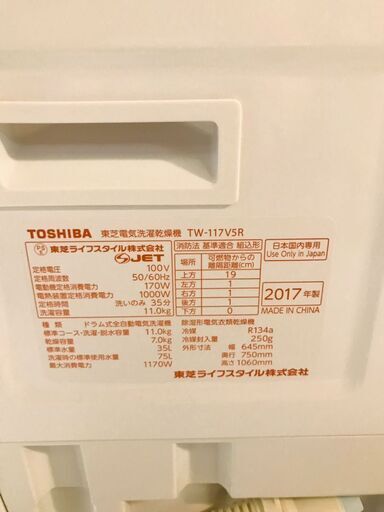 TOSHIBA 東芝電気洗濯乾燥機 TW-117V5R
PS E
東芝ライフスタイル株式会社
JET
定格電圧 100V
定格周波数 50/60Hz
電動機定格消費電力 170W
電熱装置定格消費電力 1000W
定格時間 洗いのみ 35分
洗濯容量 11.0kg
消防法 基準適合 組込形
場所 可燃物からの離隔距離(cm)
上方 19
左方 1
右方 1
前方 1
後方 0
下方 0
日本国内専用
Use Only in Japan
2017年製
MADE IN CHINA
種 類 ドラム式全自動電気洗濯機
標準コース・洗濯・脱水容量 11.0kg
乾燥容量 7.0kg
標準水量 35L
洗濯時の標準使用水量 75L
最大消費電力 1170W
除湿形電気衣類乾燥機
冷媒 R134a
冷媒封入量 250g
外形寸法 幅 645mm
奥行 750mm
高さ 1060mm
東芝ライフスタイル株式会社